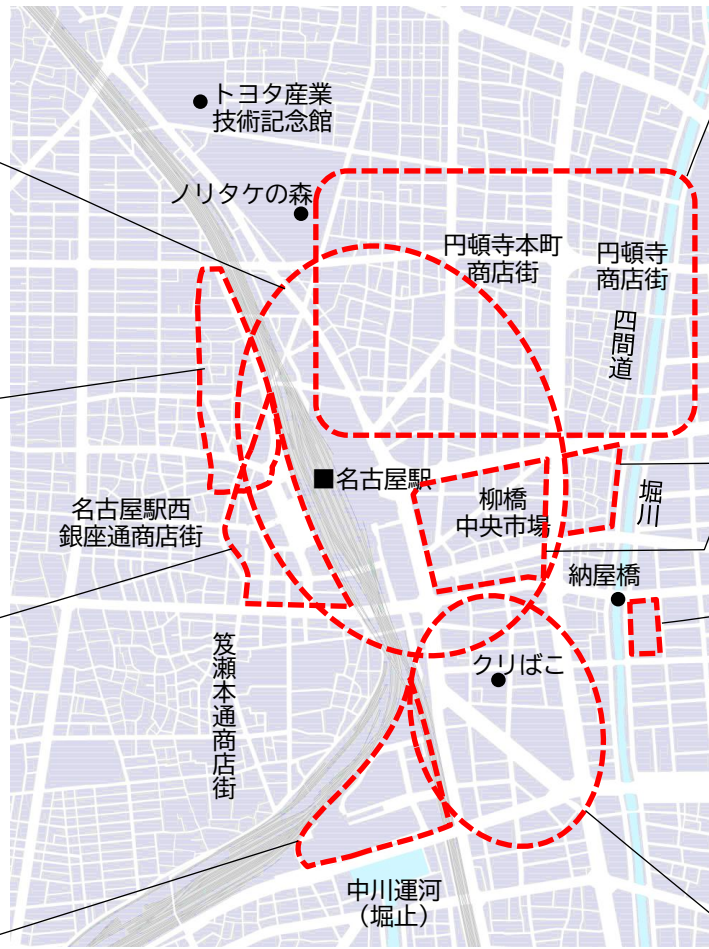 トヨタ産業
技術記念館
ノリタケの森
円頓寺本町
商店街
円頓寺
商店街
四間道
名古屋駅
柳橋
中央市場
堀川
名古屋駅西
銀座通商店街
納屋橋
クリばこ
笈瀬本通商店街
中川運河
（堀止）